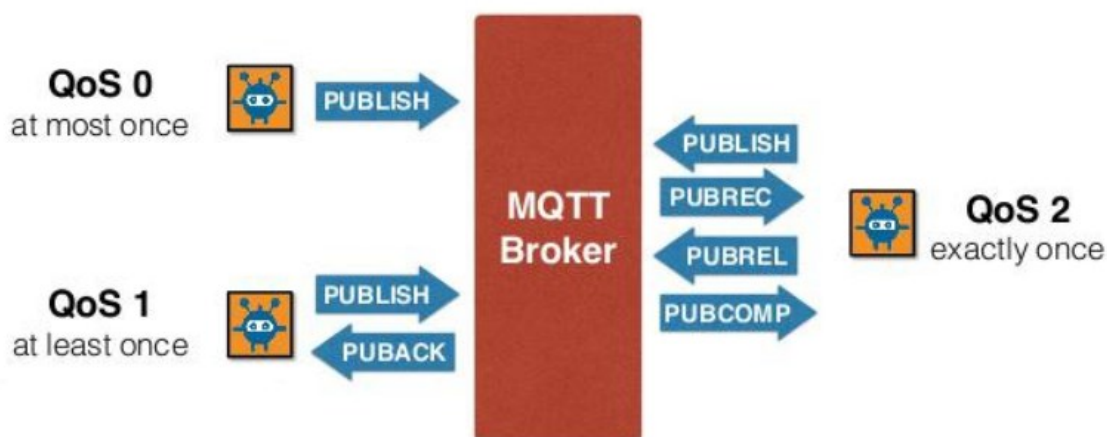 QoS 0
at most once
PUBLISH
QoS 1
at least once
PUBLISH
PUBACK
MQTT
Broker
PUBLISH
PUBREC
PUBREL
PUBCOMP
QoS 2
exactly once